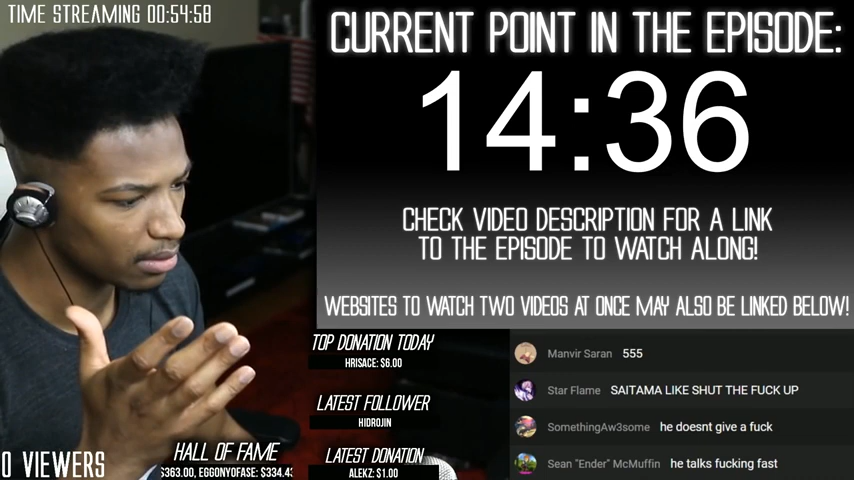 TIME STREAMING 00:54:58
CURRENT POINT IN THE EPISODE:
14:36
CHECK VIDEO DESCRIPTION FOR A LINK
TO THE EPISODE TO WATCH ALONG!
WEBSITES TO WATCH TWO VIDEOS AT ONCE MAY ALSO BE LINKED BELOW!
TOP DONATION TODAY
HRISACE: $6.00
LATEST FOLLOWER
HIDROJIN
LATEST DONATION
ALEKZ: $1.00
HALL OF FAME
$363.00, EGGONYOFASE: $334.43
0 VIEWERS
Manvir Saran 555
Star Flame SAITAMA LIKE SHUT THE FUCK UP
SomethingAw3some he doesnt give a fuck
Sean "Ender" McMuffin he talks fucking fast